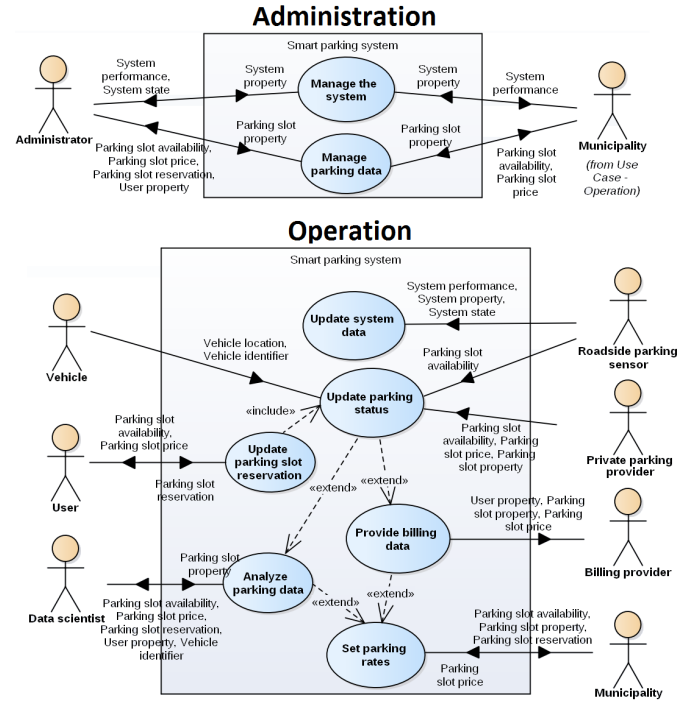 Administration
Smart parking system
System
performance,
System state
System
property
Manage the
system
System
property
System
performance
Administrator
Parking slot availability,
Parking slot price,
Parking slot reservation,
User property
Parking slot
property
Manage
parking data
Parking slot
property
Parking slot
availability,
Parking slot
price
Municipality
(from Use
Case -
Operation)
Operation
Smart parking system
System performance,
System property,
System state
Update system
data
Roadside parking
sensor
Vehicle
Vehicle location,
Vehicle identifier
Parking slot
availability
Update parking
status
«include»
Parking slot
availability,
Parking slot price
Update
parking slot
reservation
Parking slot
reservation
User
Parking slot
availability, Parking
slot price, Parking
slot property
Private parking
provider
«extend»
«extend»
User property, Parking
slot property, Parking
slot price
Provide billing
data
Billing provider
Parking slot
property
Analyze
parking data
Data scientist
Parking slot availability,
Parking slot price,
Parking slot reservation,
User property, Vehicle
identifier
«extend»
«extend»
Parking slot availability,
Parking slot property,
Parking slot reservation
Set parking
rates
Parking
slot price
Municipality